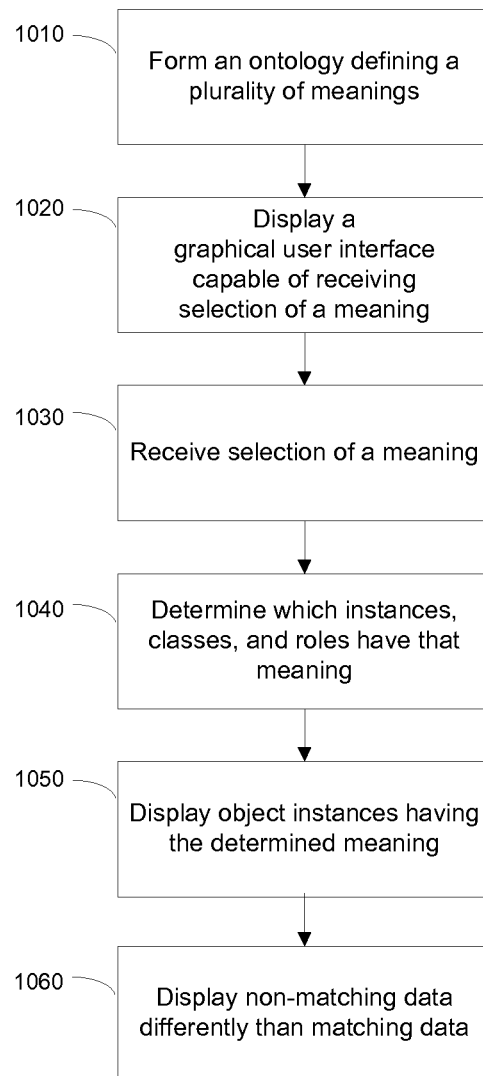 1010
Form an ontology defining a
plurality of meanings
1020
Display a
graphical user interface
capable of receiving
selection of a meaning
1030
Receive selection of a meaning
1040
Determine which instances,
classes, and roles have that
meaning
1050
Display object instances having
the determined meaning
1060
Display non-matching data
differently than matching data